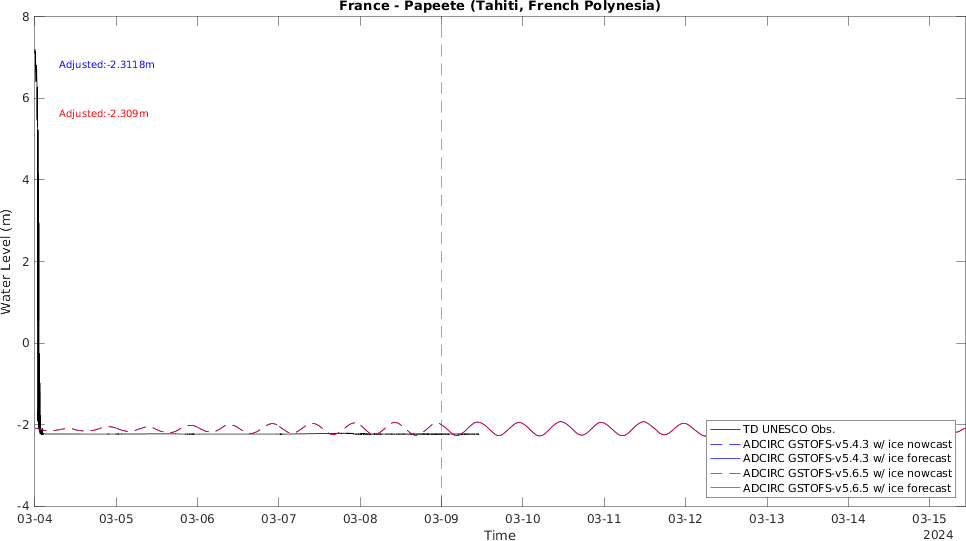 France - Papeete (Tahiti, French Polynesia)
8
6
4
2
0
-2
-4
Water Level (m)
Adjusted:-2.3118m
Adjusted:-2.309m
TD UNESCO Obs.
ADCIRC GSTOFS-v5.4.3 w/ ice nowcast
ADCIRC GSTOFS-v5.4.3 w/ ice forecast
ADCIRC GSTOFS-v5.6.5 w/ ice nowcast
ADCIRC GSTOFS-v5.6.5 w/ ice forecast
03-04 03-05 03-06 03-07 03-08 03-09 03-10 03-11 03-12 03-13 03-14 03-15
2024
Time